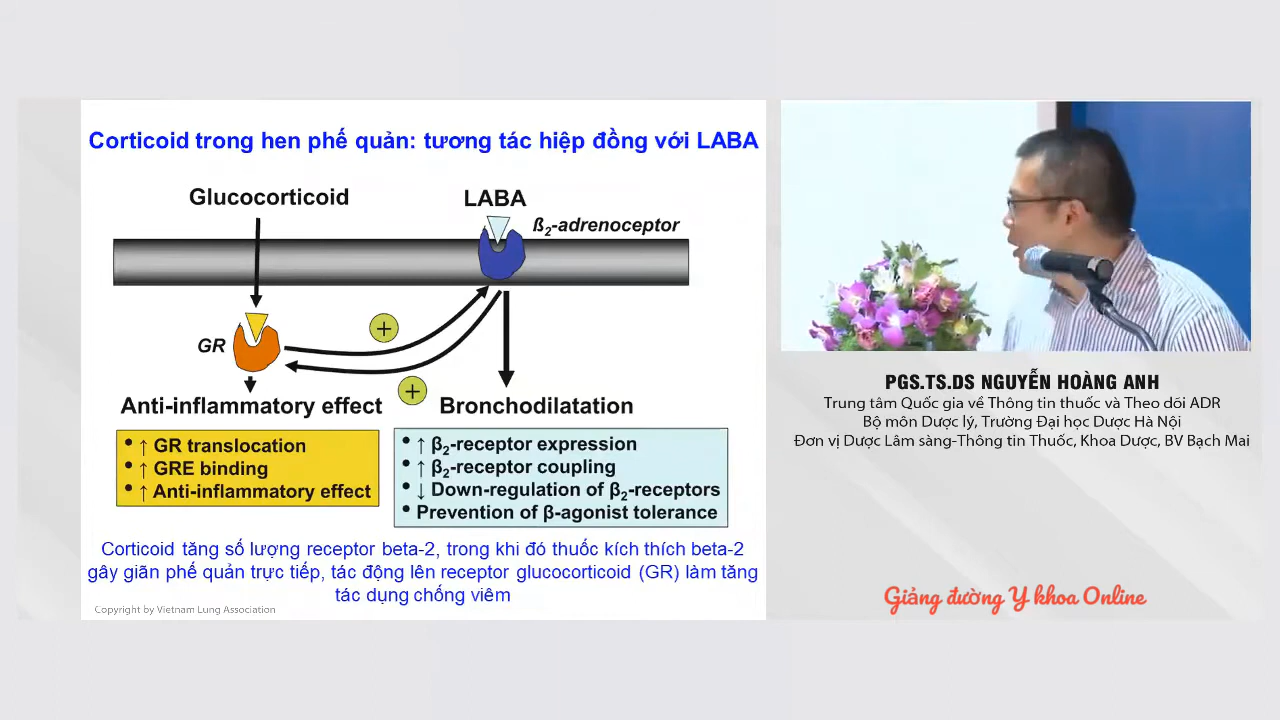 Corticoid trong hen phế quản: tương tác hiệp đồng với LABA
Glucocorticoid
LABA
ß₂-adrenoceptor
GR
+
+
Anti-inflammatory effect
• ↑ GR translocation
• ↑ GRE binding
• ↑ Anti-inflammatory effect
Bronchodilatation
• ↑ β₂-receptor expression
• ↑ β₂-receptor coupling
• ↓ Down-regulation of β₂-receptors
• Prevention of β-agonist tolerance
Corticoid tăng số lượng receptor beta-2, trong khi đó thuốc kích thích beta-2
gây giãn phế quản trực tiếp, tác động lên receptor glucocorticoid (GR) làm tăng
tác dụng chống viêm
Copyright by Vietnam Lung Association
PGS.TS.DS NGUYỄN HOÀNG ANH
Trung tâm Quốc gia về Thông tin thuốc và Theo dõi ADR
Bộ môn Dược lý, Trường Đại học Dược Hà Nội
Đơn vị Dược Lâm sàng-Thông tin Thuốc, Khoa Dược, BV Bạch Mai
Giảng đường Y khoa Online